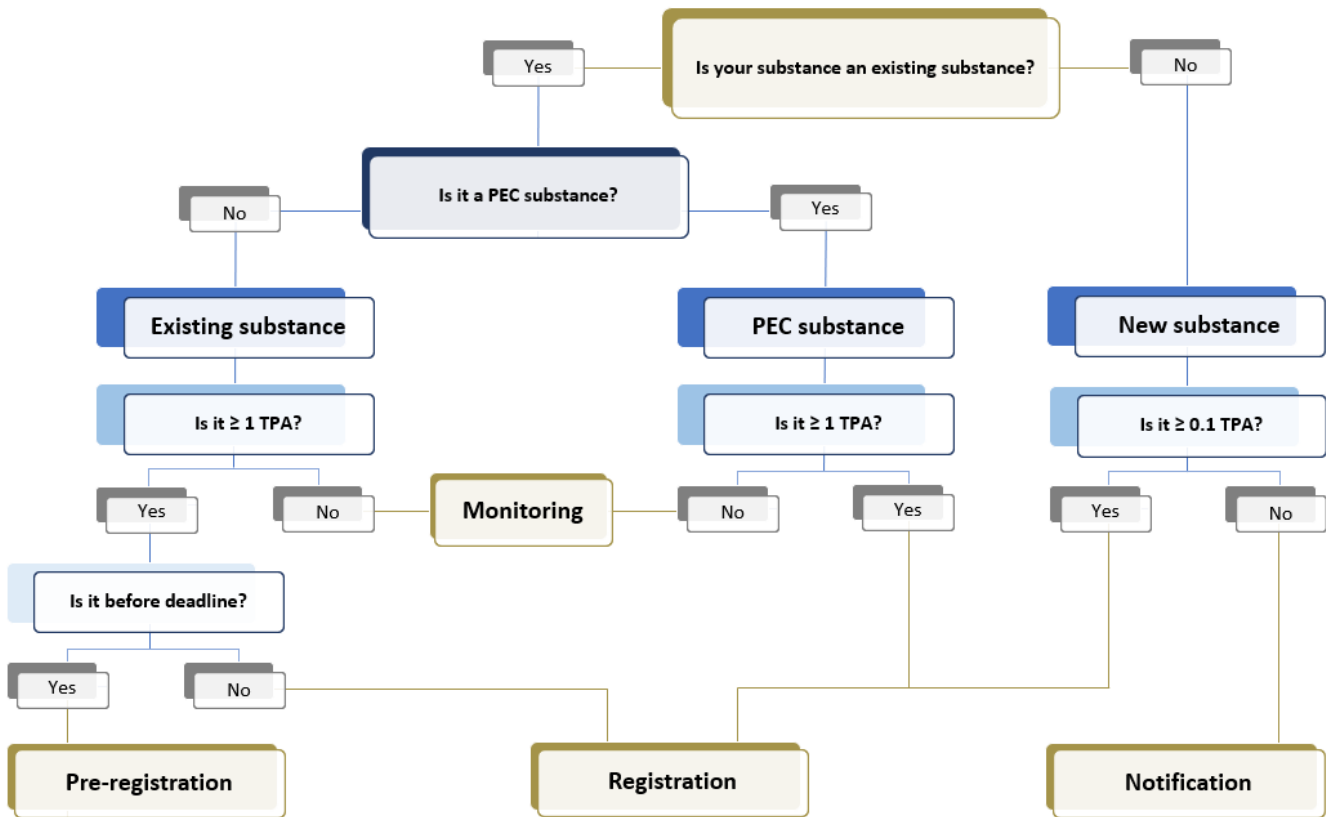 Is your substance an existing substance?
Yes
No
Is it a PEC substance?
No
Yes
Existing substance
PEC substance
New substance
Is it ≥ 1 TPA?
Is it ≥ 1 TPA?
Is it ≥ 0.1 TPA?
Yes
No
Monitoring
No
Yes
Yes
No
Is it before deadline?
Yes
No
Pre-registration
Registration
Notification